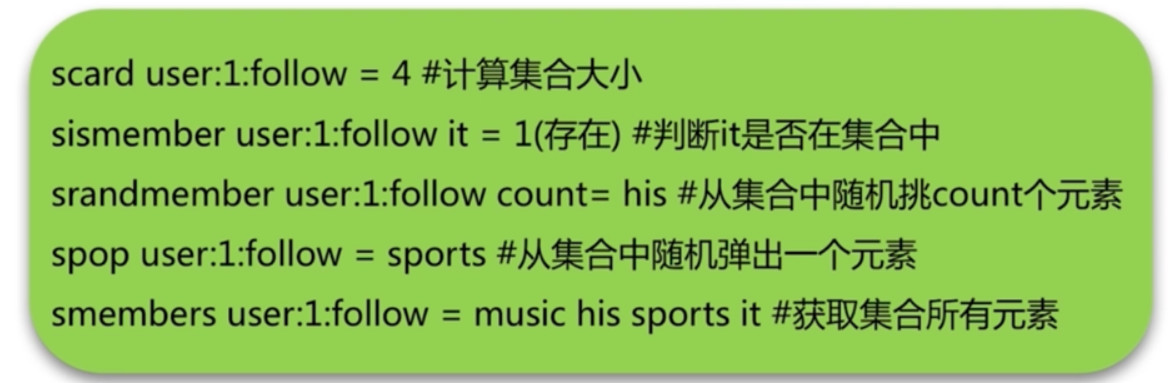 scard user:1:follow = 4 #计算集合大小
sismember user:1:follow it = 1(存在) #判断it是否在集合中
srandmember user:1:follow count= his #从集合中随机挑count个元素
spop user:1:follow = sports #从集合中随机弹出一个元素
smembers user:1:follow = music his sports it #获取集合所有元素